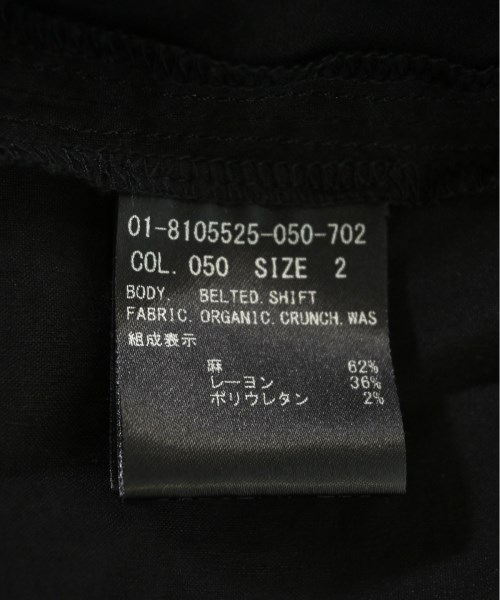 01-8105525-050-702
COL. 050 SIZE 2
BODY. BELTED. SHIFT
FABRIC. ORGANIC. CRUNCH. WAS
組成表示
麻 62%
レーヨン 36%
ポリウレタン 2%